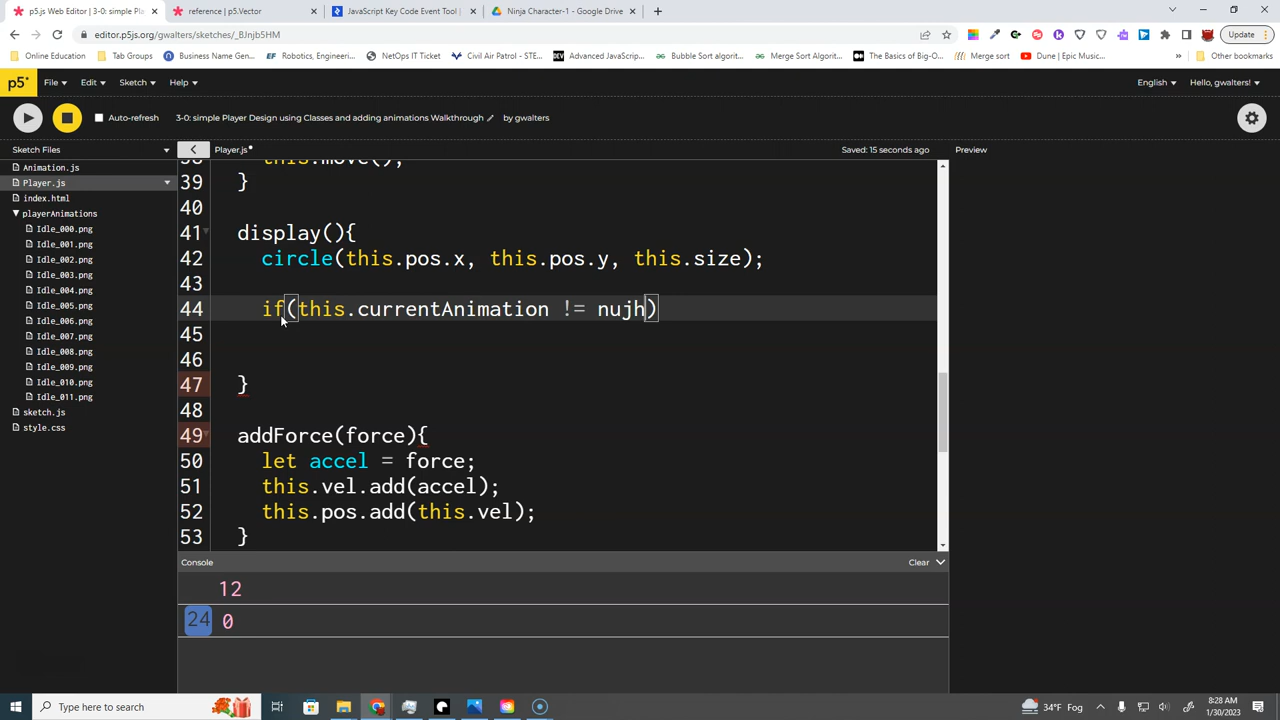 p5.js Web Editor | 3-0: simple Pla
reference | p5.Vector
JavaScript Key Code Event Tool |
Ninja Character-1 - Google Drive
editor.p5js.org/gwalters/sketches/_BJnjb5HM
Update
Online Education
Tab Groups
Business Name Gen...
Robotics, Engineerin...
NetOps IT Ticket
Civil Air Patrol - STE...
Advanced JavaScrip...
Bubble Sort Algorit...
Merge Sort Algori...
The Basics of Big-O...
Merge sort
Dune | Epic Music...
Other bookmarks
p5*
File
Edit
Sketch
Help
English
Hello, gwalters!
Auto-refresh
3-0: simple Player Design using Classes and adding animations Walkthrough
by gwalters
Sketch Files
Player.js
Saved: 15 seconds ago
Preview
Animation.js
Player.js
index.html
playerAnimations
Idle_000.png
Idle_001.png
Idle_002.png
Idle_003.png
Idle_004.png
Idle_005.png
Idle_006.png
Idle_007.png
Idle_008.png
Idle_009.png
Idle_010.png
Idle_011.png
sketch.js
style.css
38 this.move();
39 }
40
41 display(){
42 circle(this.pos.x, this.pos.y, this.size);
43
44 if(this.currentAnimation != nujh)
45
46
47 }
48
49 addForce(force){
50 let accel = force;
51 this.vel.add(accel);
52 this.pos.add(this.vel);
53 }
Console
Clear
12
24 0
Type here to search
34°F Fog
8:28 AM
1/30/2023